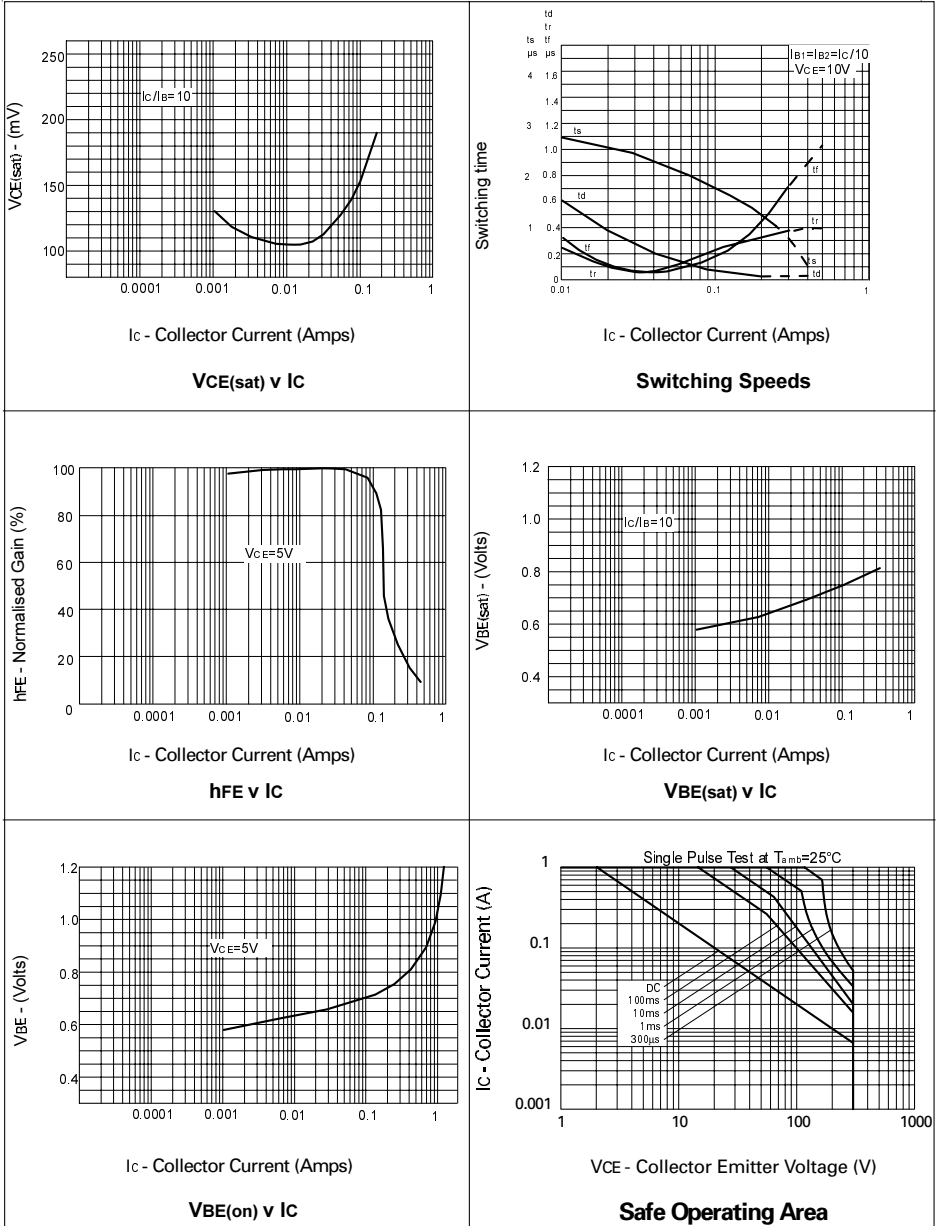 250
200
150
100
VCE(sat) - (mV)
IC/IB=10
0.0001 0.001 0.01 0.1 1
IC - Collector Current (Amps)
VCE(sat) v IC
td
tr
ts tf
µs µs
4 1.6
1.4
1.2
3
1.0
0.8
2
0.6
0.4
1
0.2
0
0
Switching time
IB1=IB2=IC/10
VCE=10V
ts
td
tf
tr
tf
tr
ts
td
0.01 0.1 1
IC - Collector Current (Amps)
Switching Speeds
100
80
60
40
20
0
hFE - Normalised Gain (%)
VCE=5V
0.0001 0.001 0.01 0.1 1
IC - Collector Current (Amps)
hFE v IC
1.2
1.0
0.8
0.6
0.4
VBE(sat) - (Volts)
IC/IB=10
0.0001 0.001 0.01 0.1 1
IC - Collector Current (Amps)
VBE(sat) v IC
1.2
1.0
0.8
0.6
0.4
VBE - (Volts)
VCE=5V
0.0001 0.001 0.01 0.1 1
IC - Collector Current (Amps)
VBE(on) v IC
Single Pulse Test at Tamb=25°C
1
0.1
0.01
0.001
IC - Collector Current (A)
DC
100ms
10ms
1ms
300µs
1 10 100 1000
VCE - Collector Emitter Voltage (V)
Safe Operating Area